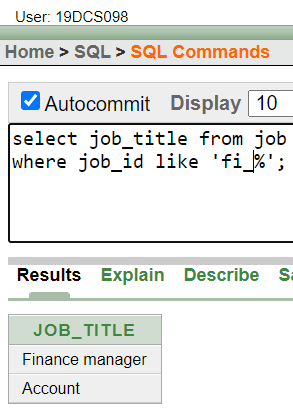 User: 19DCS098
Home > SQL > SQL Commands
Autocommit Display 10
select job_title from job
where job_id like 'fi_%';
Results Explain Describe
JOB_TITLE
Finance manager
Account